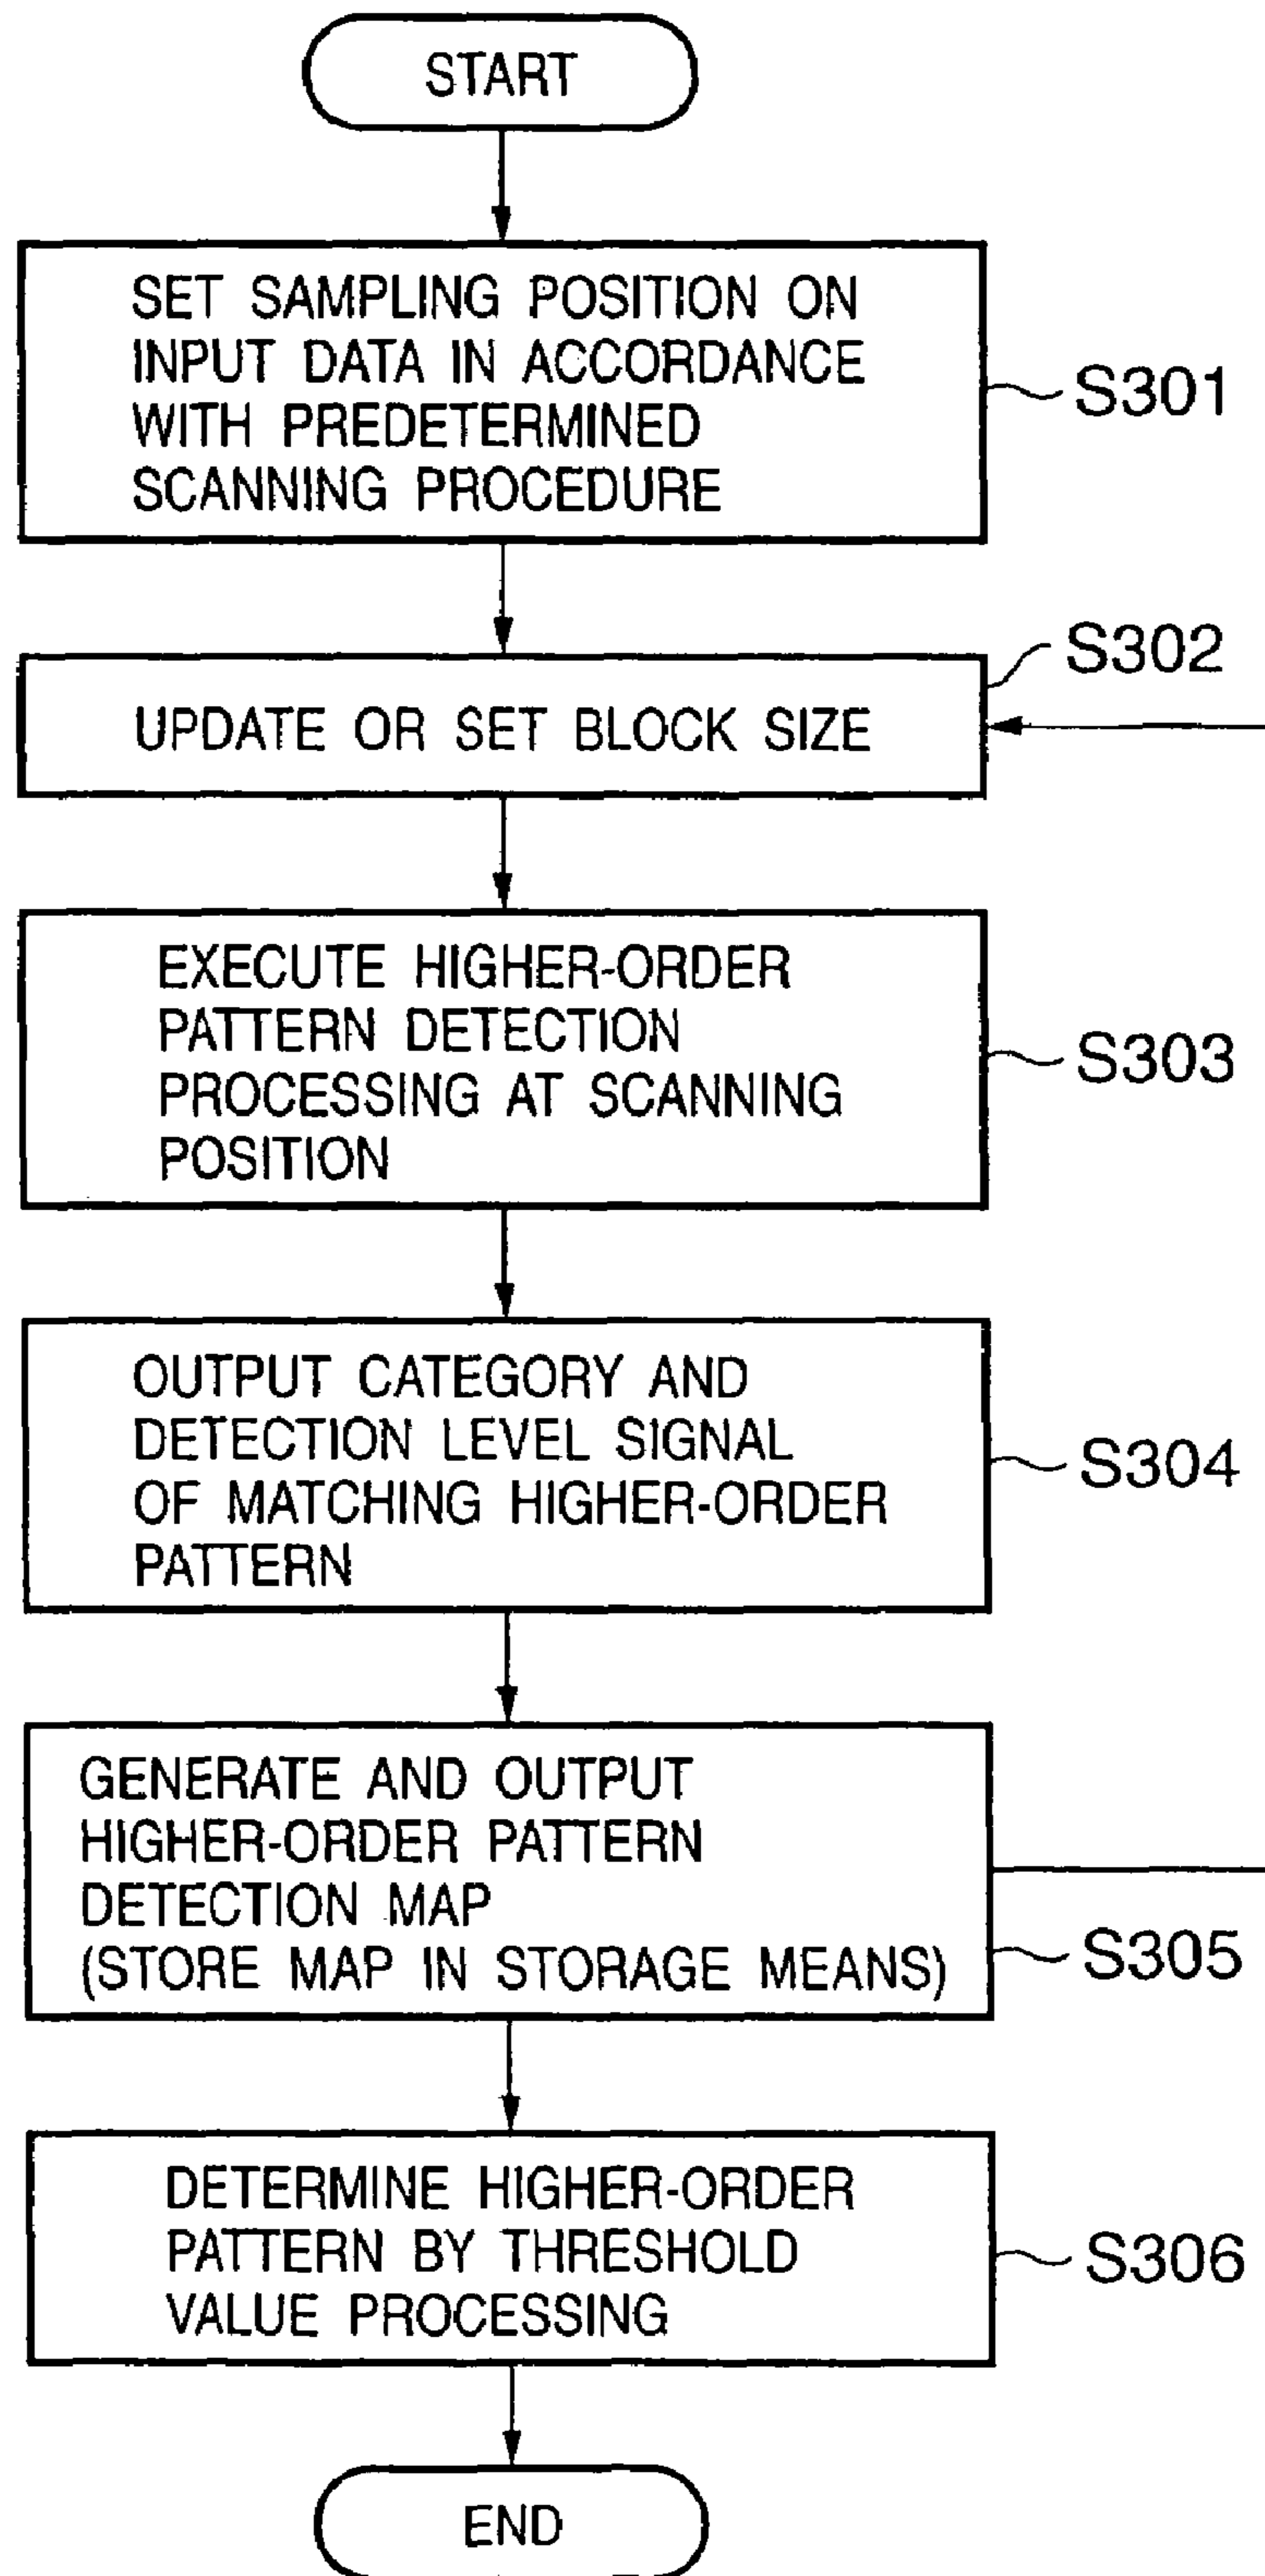 START
SET SAMPLING POSITION ON
INPUT DATA IN ACCORDANCE
WITH PREDETERMINED
SCANNING PROCEDURE
S301
S302
UPDATE OR SET BLOCK SIZE
EXECUTE HIGHER-ORDER
PATTERN DETECTION
PROCESSING AT SCANNING
POSITION
S303
OUTPUT CATEGORY AND
DETECTION LEVEL SIGNAL
OF MATCHING HIGHER-ORDER
PATTERN
S304
GENERATE AND OUTPUT
HIGHER-ORDER PATTERN
DETECTION MAP
(STORE MAP IN STORAGE MEANS)
S305
DETERMINE HIGHER-ORDER
PATTERN BY THRESHOLD
VALUE PROCESSING
S306
END